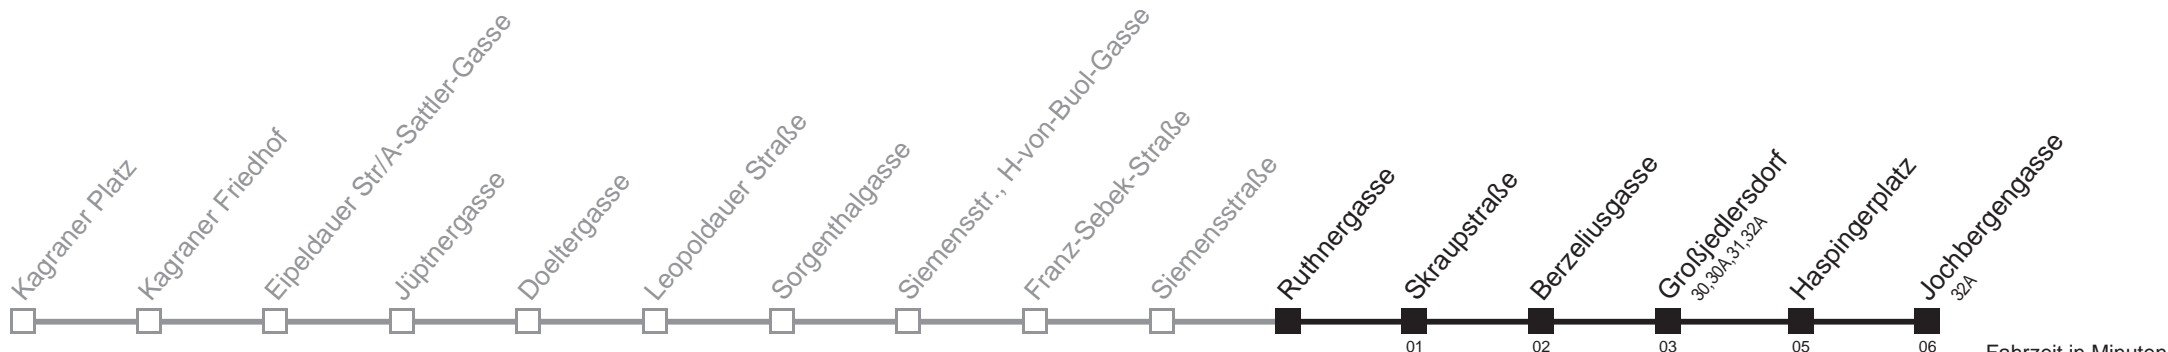 Kagraner Platz
Kagraner Friedhof
Eipeldauer Str/A-Sattler-Gasse
Jüptnergasse
Doeltergasse
Leopoldauer Straße
Sorgenthalgasse
Siemensstr., H-von-Buol-Gasse
Franz-Sebek-Straße
Siemensstraße
Ruthnergasse
Skraupstraße
01
Berzeliusgasse
02
Großjedlersdorf
30,30A,31,32A
03
Haspingerplatz
05
Jochbergengasse
32A
06
Fahrzeit in Minuten